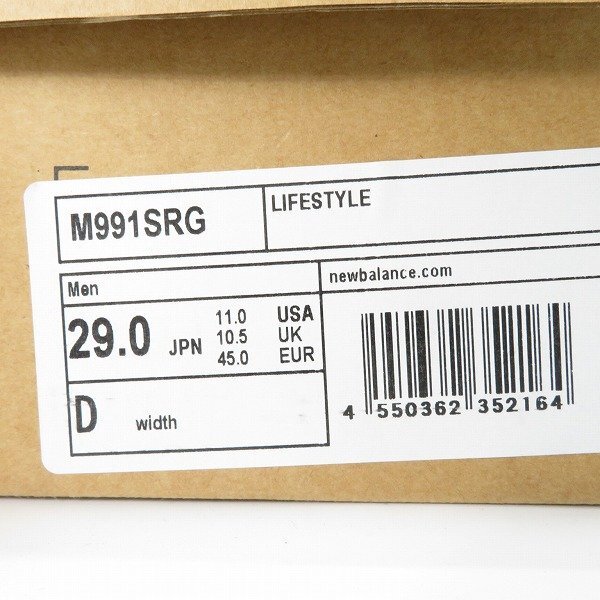 M991SRG
LIFESTYLE
Men
newbalance.com
29.0 JPN
11.0 USA
10.5 UK
45.0 EUR
D width
4 550362 352164